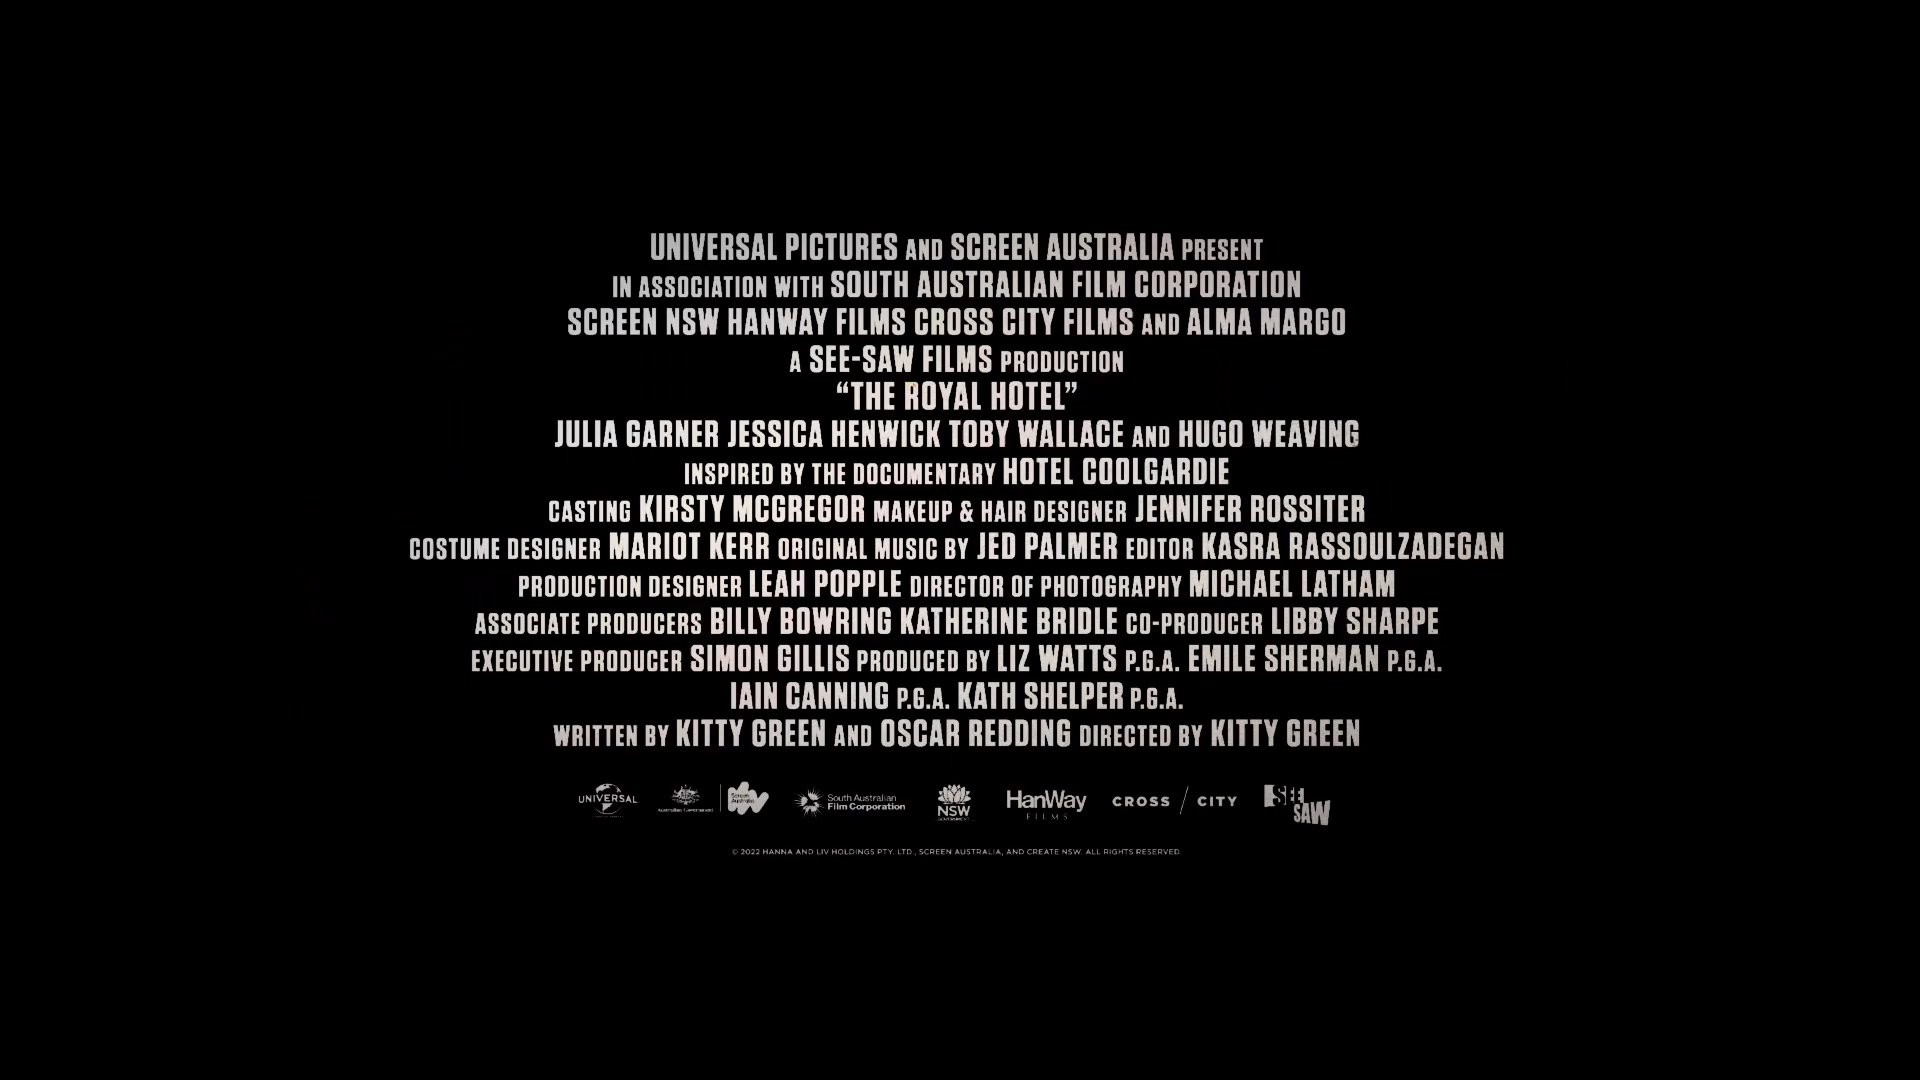 UNIVERSAL PICTURES AND SCREEN AUSTRALIA PRESENT
IN ASSOCIATION WITH SOUTH AUSTRALIAN FILM CORPORATION
SCREEN NSW HANWAY FILMS CROSS CITY FILMS AND ALMA MARGO
A SEE-SAW FILMS PRODUCTION
“THE ROYAL HOTEL”
JULIA GARNER JESSICA HENWICK TOBY WALLACE AND HUGO WEAVING
INSPIRED BY THE DOCUMENTARY HOTEL COOLGARDIE
CASTING KIRSTY MCGREGOR MAKEUP & HAIR DESIGNER JENNIFER ROSSITER
COSTUME DESIGNER MARIOT KERR ORIGINAL MUSIC BY JED PALMER EDITOR KASRA RASSOULZADEGAN
PRODUCTION DESIGNER LEAH POPPLE DIRECTOR OF PHOTOGRAPHY MICHAEL LATHAM
ASSOCIATE PRODUCERS BILLY BOWRING KATHERINE BRIDLE CO-PRODUCER LIBBY SHARPE
EXECUTIVE PRODUCER SIMON GILLIS PRODUCED BY LIZ WATTS P.G.A. EMILE SHERMAN P.G.A.
IAIN CANNING P.G.A. KATH SHELPER P.G.A.
WRITTEN BY KITTY GREEN AND OSCAR REDDING DIRECTED BY KITTY GREEN
UNIVERSAL
Australian Government
Screen Australia
South Australian Film Corporation
NSW GOVERNMENT
HanWay FILMS
CROSS / CITY
SEE SAW
© 2022 HANNA AND LIV HOLDINGS PTY. LTD., SCREEN AUSTRALIA, AND CREATE NSW. ALL RIGHTS RESERVED.